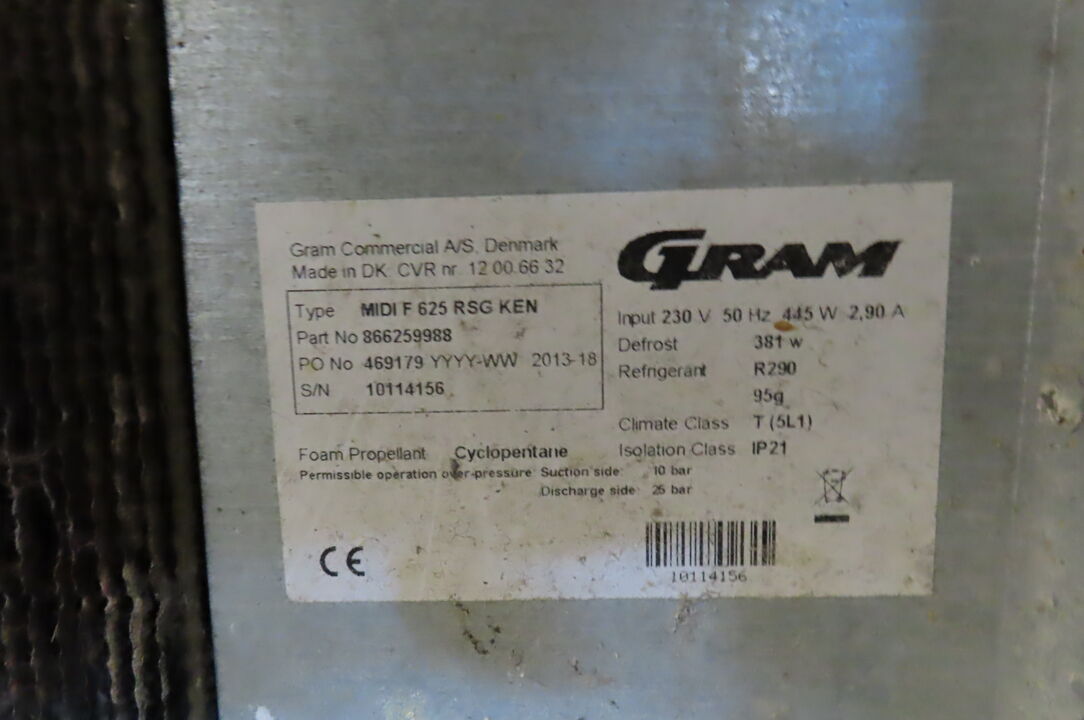 Gram Commercial A/S, Denmark
Made in DK. CVR nr. 12 00 66 32
GRAM
Type MIDI F 625 RSG KEN
Part No 866259988
PO No 469179 YYYY-WW 2013-18
S/N 10114156
Input 230 V 50 Hz 445 W 2,90 A
Defrost 381 w
Refrigerant R290
95g
Climate Class T (5L1)
Isolation Class IP21
Foam Propellant Cyclopentane
Permissible operation over-pressure: Suction side: 10 bar
Discharge side: 25 bar
CE
10114156